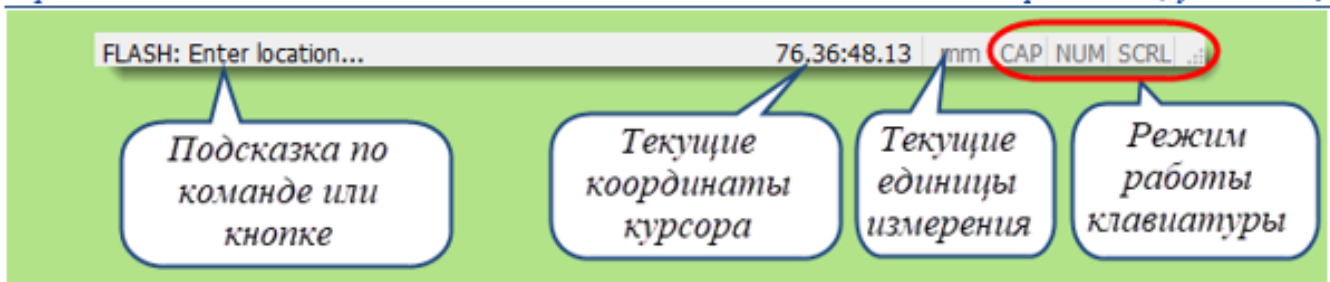 FLASH: Enter location... 76.36:48.13 mm CAP NUM SCRL
Подсказка по
команде или
кнопке
Текущие
координаты
курсора
Текущие
единицы
измерения
Режим
работы
клавиатуры